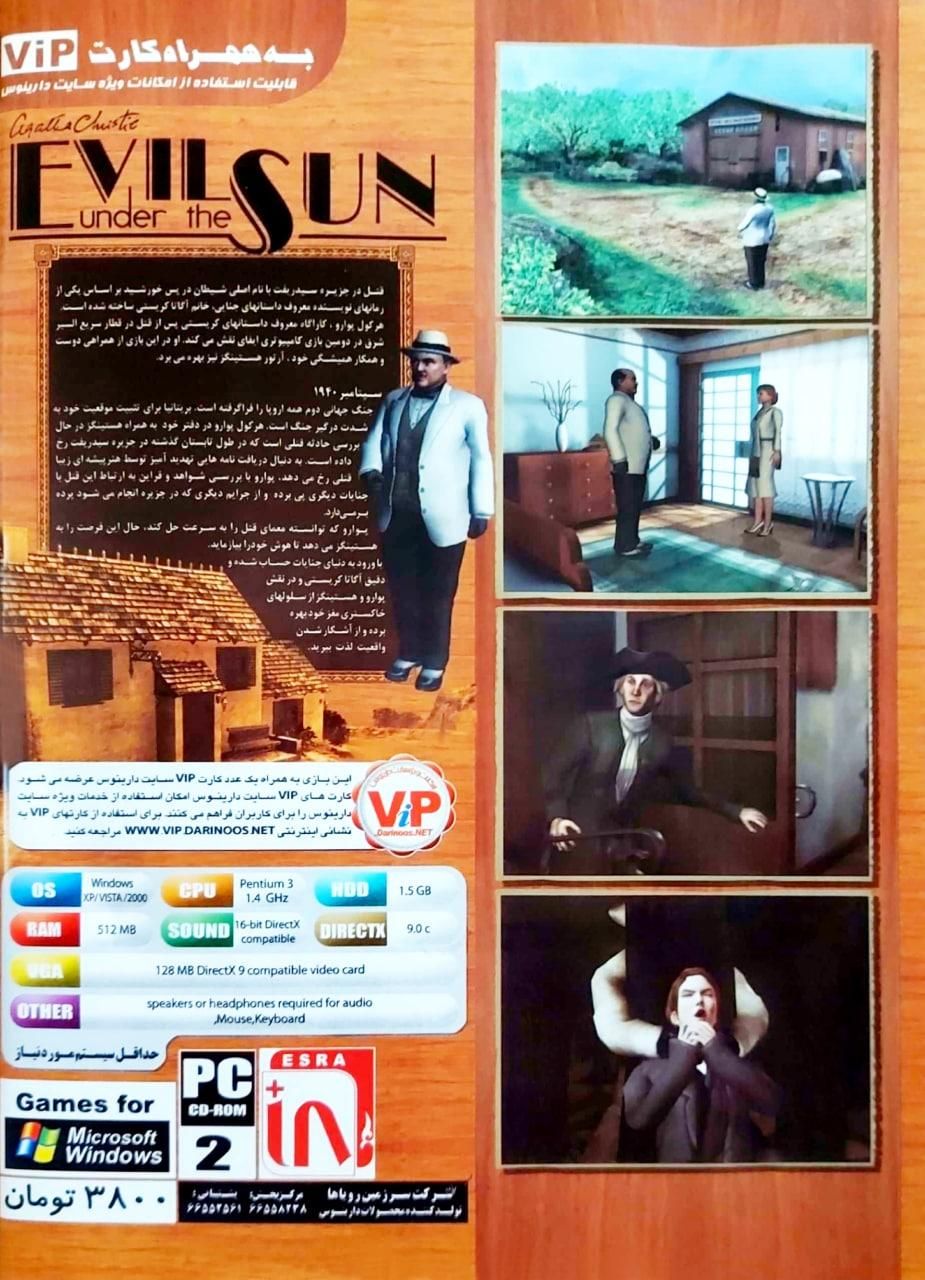 به همراه کارت ViP
قابلیت استفاده از امکانات ویژه سایت دارینوس
Agatha Christie
EVIL under the SUN
قتل در جزیره سیدریفت با نام اصلی شیطان در پس خورشید بر اساس یکی از
رمانهای نویسنده معروف داستانهای جنایی، خانم آگاتا کریستی ساخته شده است.
هرکول پوارو ، کاراگاه معروف داستانهای کریستی پس از قتل در قطار سریع السر
شرق در دومین بازی کامپیوتری ایفای نقش می کند. او در این بازی از همراهی دوست
و همکار همیشگی خود ، آرتور هستینگز نیز بهره می برد.
سپتامبر ۱۹۴۰
جنگ جهانی دوم همه اروپا را فراگرفته است. بریتانیا برای تثبیت موقعیت خود به
شدت درگیر جنگ است. هرکول پوارو در دفتر خود به همراه هستینگز در حال
بررسی حادثه قتلی است که در طول تابستان گذشته در جزیره سیدریفت رخ
داده است. به دنبال دریافت نامه هایی تهدید آمیز توسط هنرپیشه ای زیبا
قتلی رخ می دهد. پوارو با بررسی شواهد و قراین به ارتباط این قتل با
جنایات دیگری پی برده و از جرایم دیگری که در جزیره انجام می شود پرده
برمی‌دارد.
پوارو که توانسته معمای قتل را به سرعت حل کند، حال این فرصت را به
هستینگز می دهد تا هوش خود را بیازماید.
با ورود به دنیای جنایات حساب شده و
دقیق آگاتا کریستی و در نقش
پوارو و هستینگز از سلولهای
خاکستری مغز خود بهره
برده و از آشکار شدن
واقعیت لذت ببرید.
این بازی به همراه یک عدد کارت VIP سایت دارینوس عرضه می شود.
کارت های VIP سایت دارینوس امکان استفاده از خدمات ویژه سایت
دارینوس را برای کاربران فراهم می کنند. برای استفاده از کارتهای VIP به
نشانی اینترنتی WWW.VIP.DARINOOS.NET مراجعه کنید.
ViP
Darinoos.NET
OS Windows XP/VISTA/2000 CPU Pentium 3 1.4 GHz HDD 1.5 GB
RAM 512 MB SOUND 16-bit DirectX compatible DIRECTX 9.0 c
VGA 128 MB DirectX 9 compatible video card
OTHER speakers or headphones required for audio
,Mouse,Keyboard
حداقل سیستم مورد نیاز
Games for
Microsoft
Windows
PC
CD-ROM
2
ESRA
+
۳۸۰۰ تومان
شرکت سرزمین رویاها
تولید کننده محصولات دارینوس
مرکز پخش: ۶۶۵۵۸۲۳۸
پشتیبانی: ۶۶۵۵۲۵۶۱